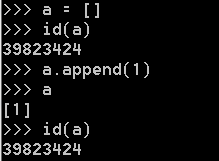 >>> a = []
>>> id(a)
39823424
>>> a.append(1)
>>> a
[1]
>>> id(a)
39823424